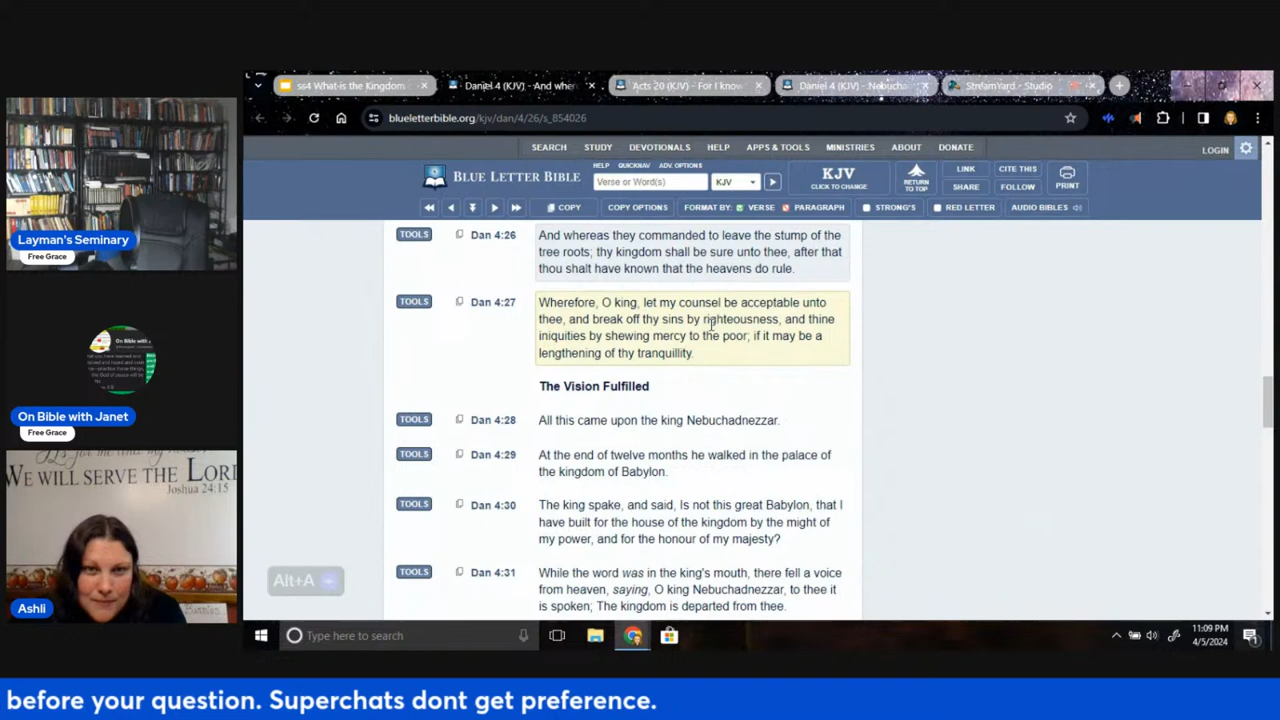 ss4 What is the Kingdom
Daniel 4 (KJV) - And whe
Acts 20 (KJV) - For I know
Daniel 4 (KJV) - Nebucha
StreamYard - Studio
blueletterbible.org/kjv/dan/4/26/s_854026
SEARCH STUDY DEVOTIONALS HELP APPS & TOOLS MINISTRIES ABOUT DONATE LOGIN
BLUE LETTER BIBLE
HELP QUICKNAV ADV. OPTIONS
Verse or Word(s) KJV
KJV
CLICK TO CHANGE
RETURN
TO TOP
LINK CITE THIS
SHARE FOLLOW
PRINT
COPY COPY OPTIONS FORMAT BY: VERSE PARAGRAPH STRONG'S RED LETTER AUDIO BIBLES
TOOLS Dan 4:26 And whereas they commanded to leave the stump of the
tree roots; thy kingdom shall be sure unto thee, after that
thou shalt have known that the heavens do rule.
TOOLS Dan 4:27 Wherefore, O king, let my counsel be acceptable unto
thee, and break off thy sins by righteousness, and thine
iniquities by shewing mercy to the poor; if it may be a
lengthening of thy tranquillity.
The Vision Fulfilled
TOOLS Dan 4:28 All this came upon the king Nebuchadnezzar.
TOOLS Dan 4:29 At the end of twelve months he walked in the palace of
the kingdom of Babylon.
TOOLS Dan 4:30 The king spake, and said, Is not this great Babylon, that I
have built for the house of the kingdom by the might of
my power, and for the honour of my majesty?
TOOLS Dan 4:31 While the word was in the king's mouth, there fell a voice
from heaven, saying, O king Nebuchadnezzar, to thee it
is spoken; The kingdom is departed from thee.
Alt+A
Type here to search
11:09 PM
4/5/2024
Layman's Seminary
Free Grace
On Bible with Janet
On Bible with Janet
Free Grace
WE WILL SERVE THE LORD
Joshua 24:15
Ashli
before your question. Superchats dont get preference.